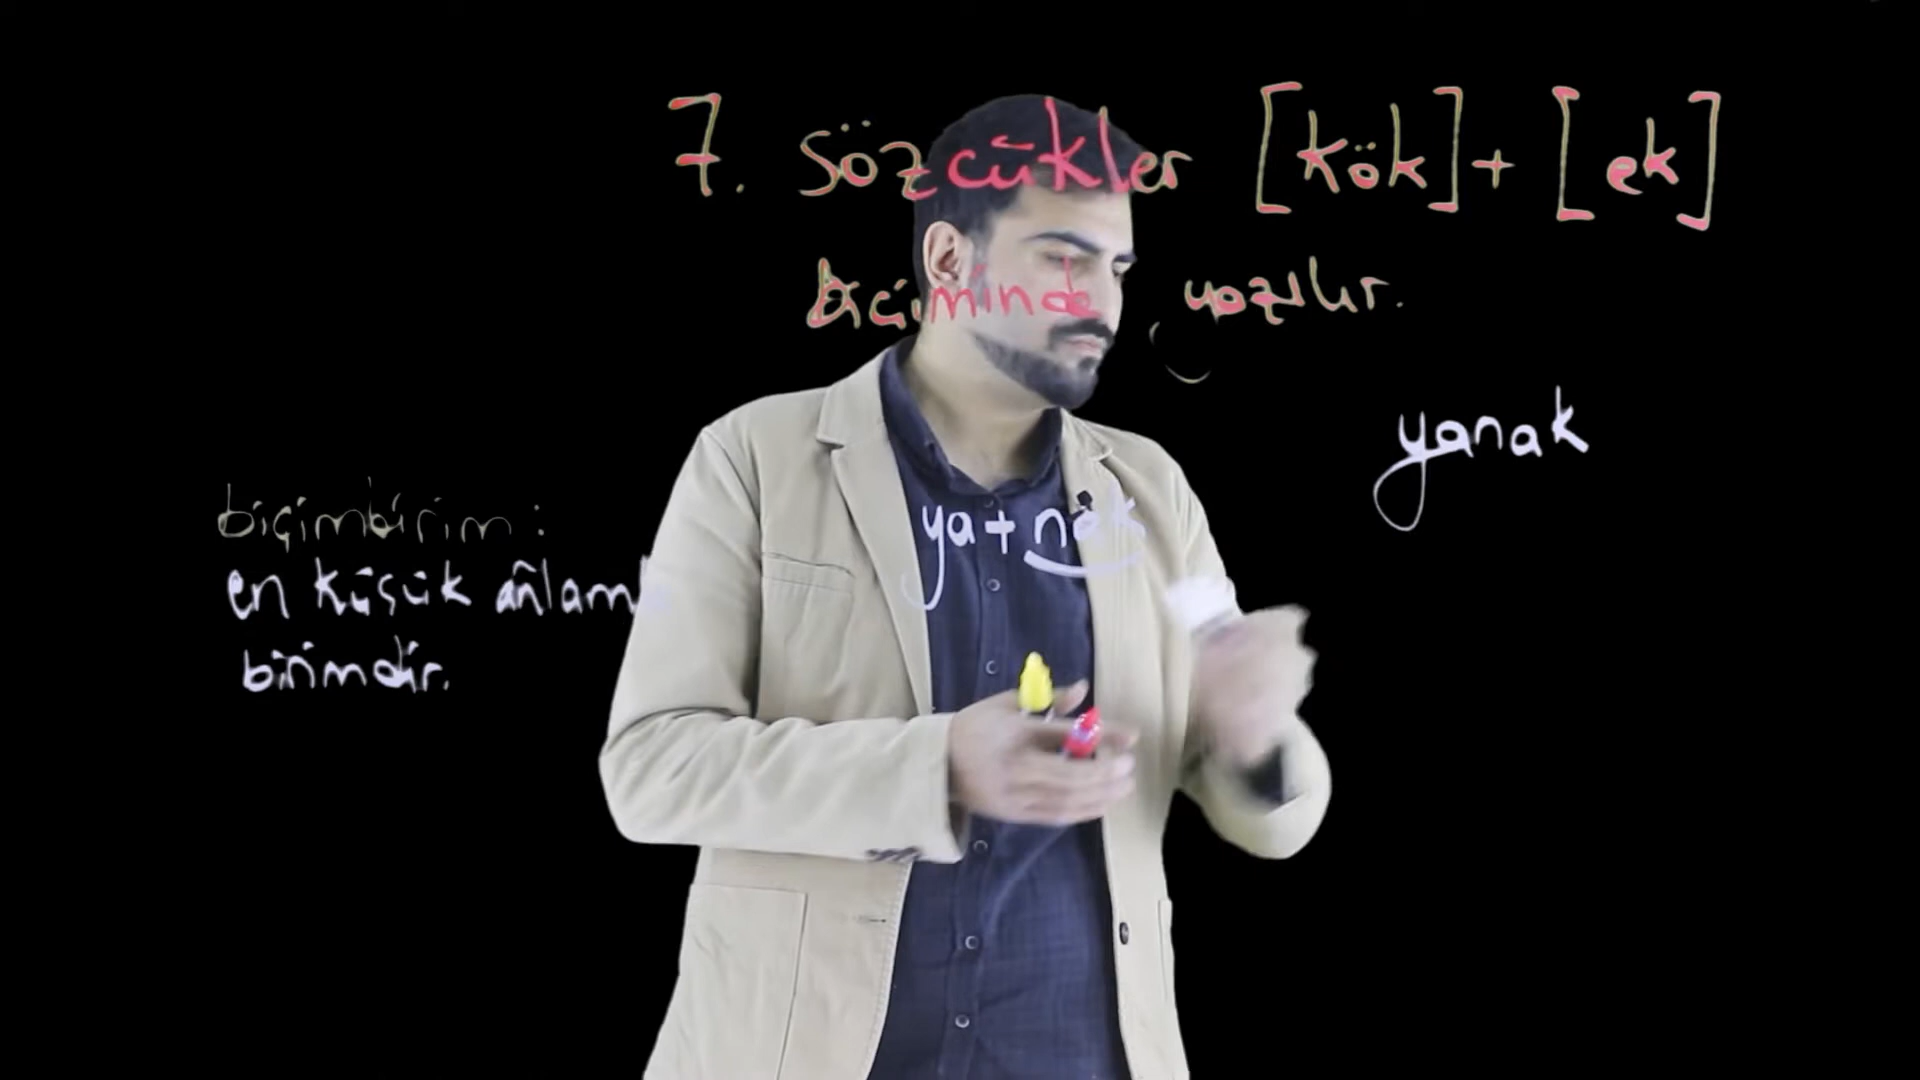 7. Sözcükler [kök] + [ek]
biçiminde yazılır.
yanak
ya + nak
biçimbirim:
en küçük anlamlı
birimdir.